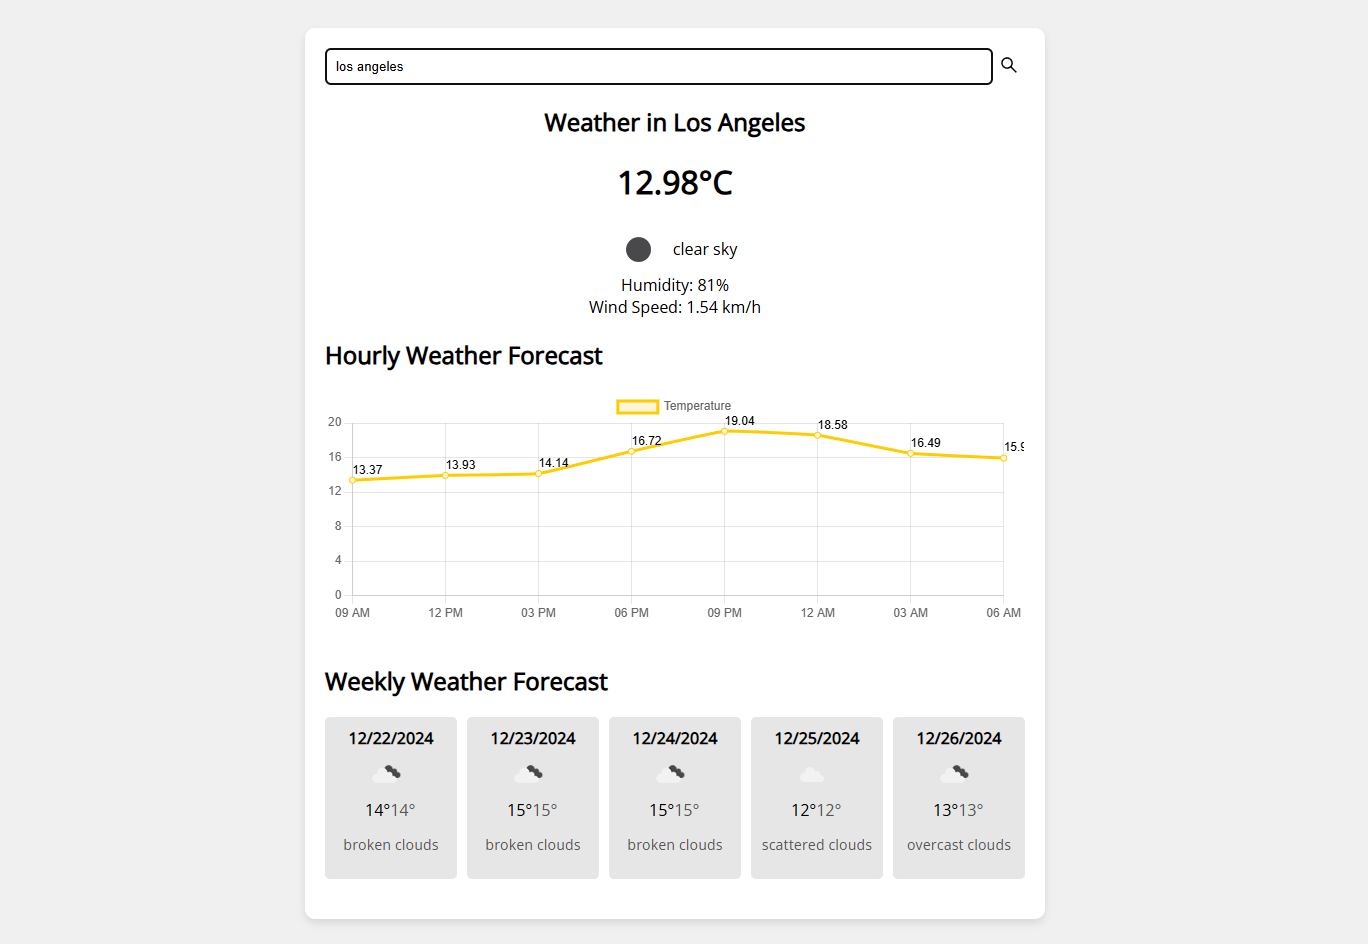 los angeles
Weather in Los Angeles
12.98°C
clear sky
Humidity: 81%
Wind Speed: 1.54 km/h
Hourly Weather Forecast
Temperature
20
16
12
8
4
0
13.37
13.93
14.14
16.72
19.04
18.58
16.49
09 AM 12 PM 03 PM 06 PM 09 PM 12 AM 03 AM 06 AM
Weekly Weather Forecast
12/22/2024 12/23/2024 12/24/2024 12/25/2024 12/26/2024
14°14° 15°15° 15°15° 12°12° 13°13°
broken clouds broken clouds broken clouds scattered clouds overcast clouds